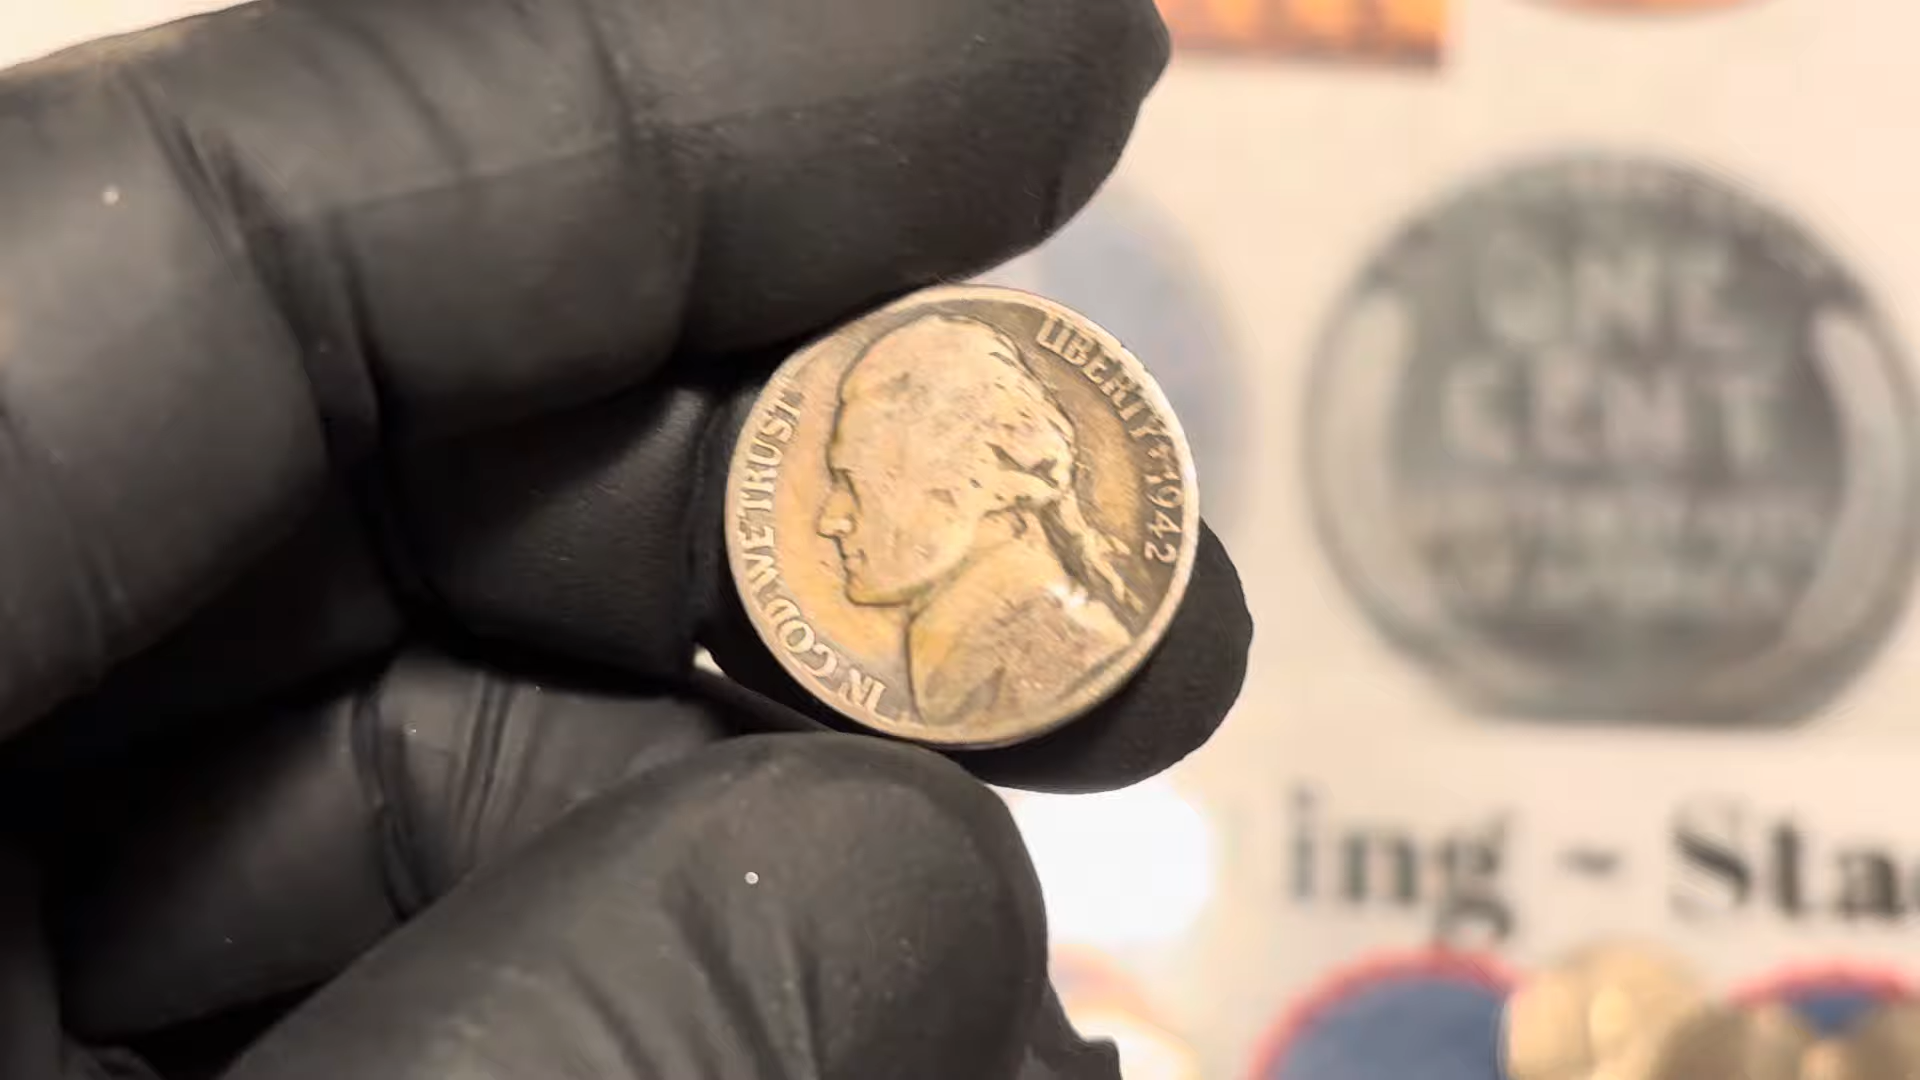 IN GOD WE TRUST
LIBERTY ★ 1942
ONE
CENT
ing - Sta